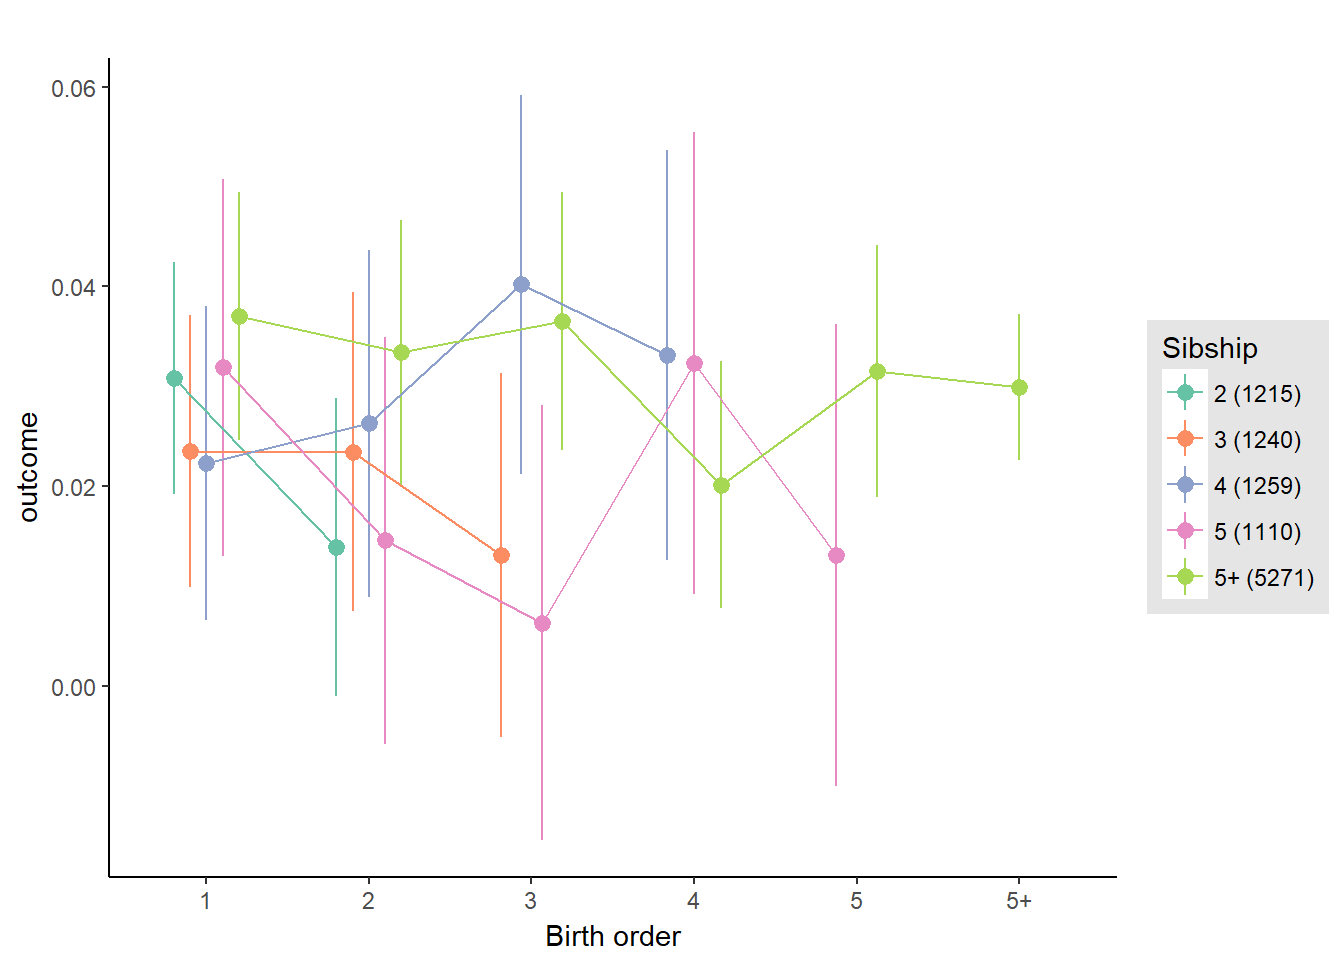 0.06
0.04
0.02
0.00
outcome
1 2 3 4 5 5+
Birth order
Sibship
2 (1215)
3 (1240)
4 (1259)
5 (1110)
5+ (5271)